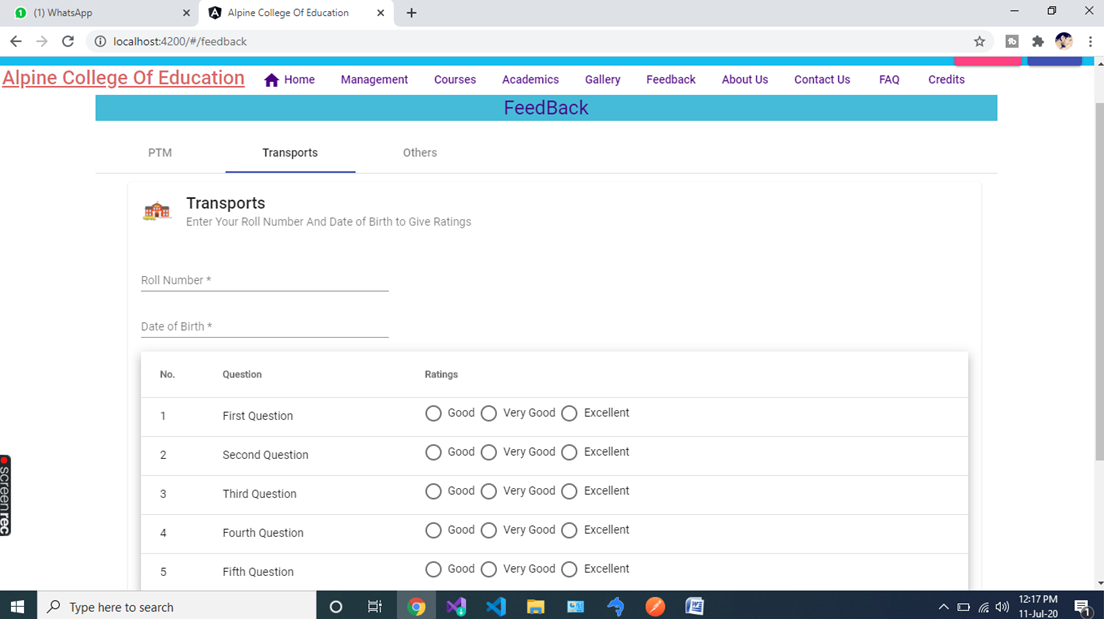 (1) WhatsApp
Alpine College Of Education
localhost:4200/#/feedback
Alpine College Of Education Home Management Courses Academics Gallery Feedback About Us Contact Us FAQ Credits
FeedBack
PTM Transports Others
Transports
Enter Your Roll Number And Date of Birth to Give Ratings
Roll Number *
Date of Birth *
No. Question Ratings
1 First Question Good Very Good Excellent
2 Second Question Good Very Good Excellent
3 Third Question Good Very Good Excellent
4 Fourth Question Good Very Good Excellent
5 Fifth Question Good Very Good Excellent
screenrec
Type here to search
12:17 PM
11-Jul-20
1